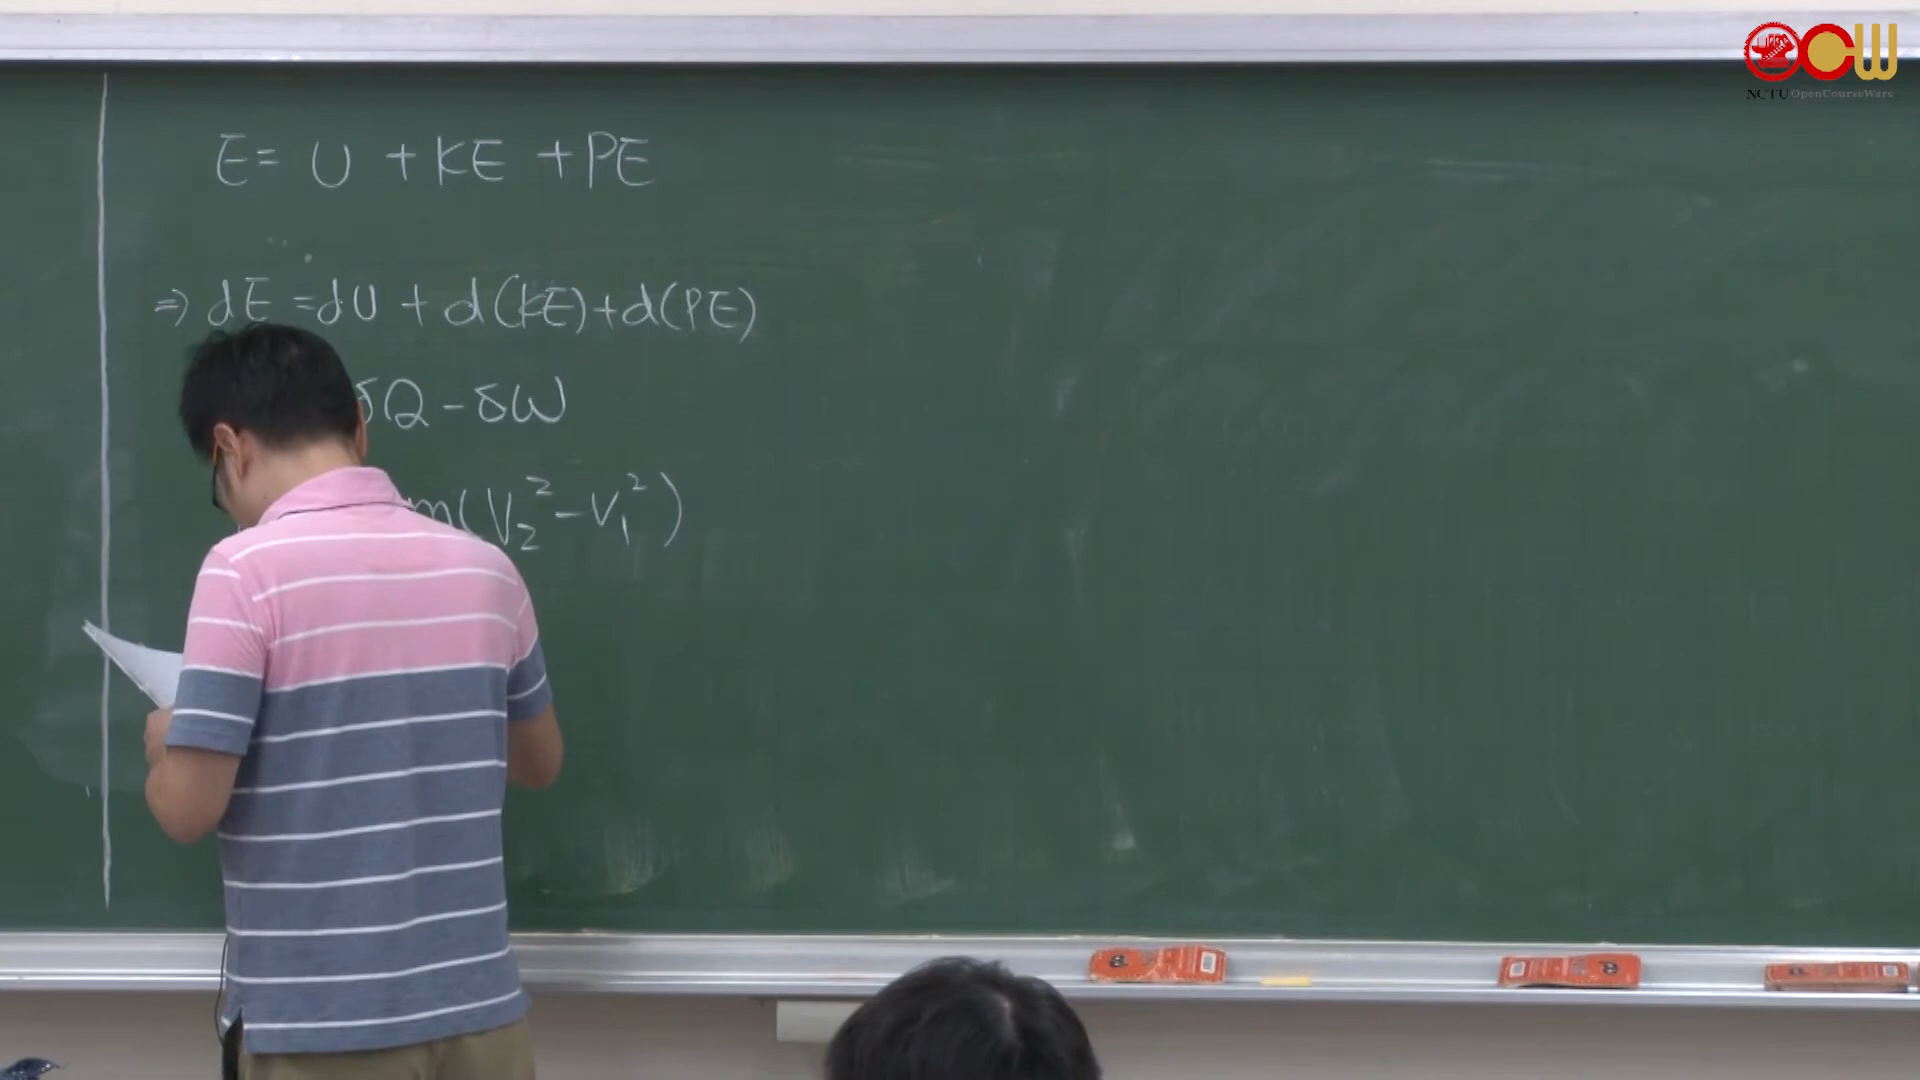 E = U + KE + PE
⇒ dE = dU + d(KE) + d(PE)
δQ - δW
m(V₂² - V₁²)
OCW
NCTU OpenCourseWare